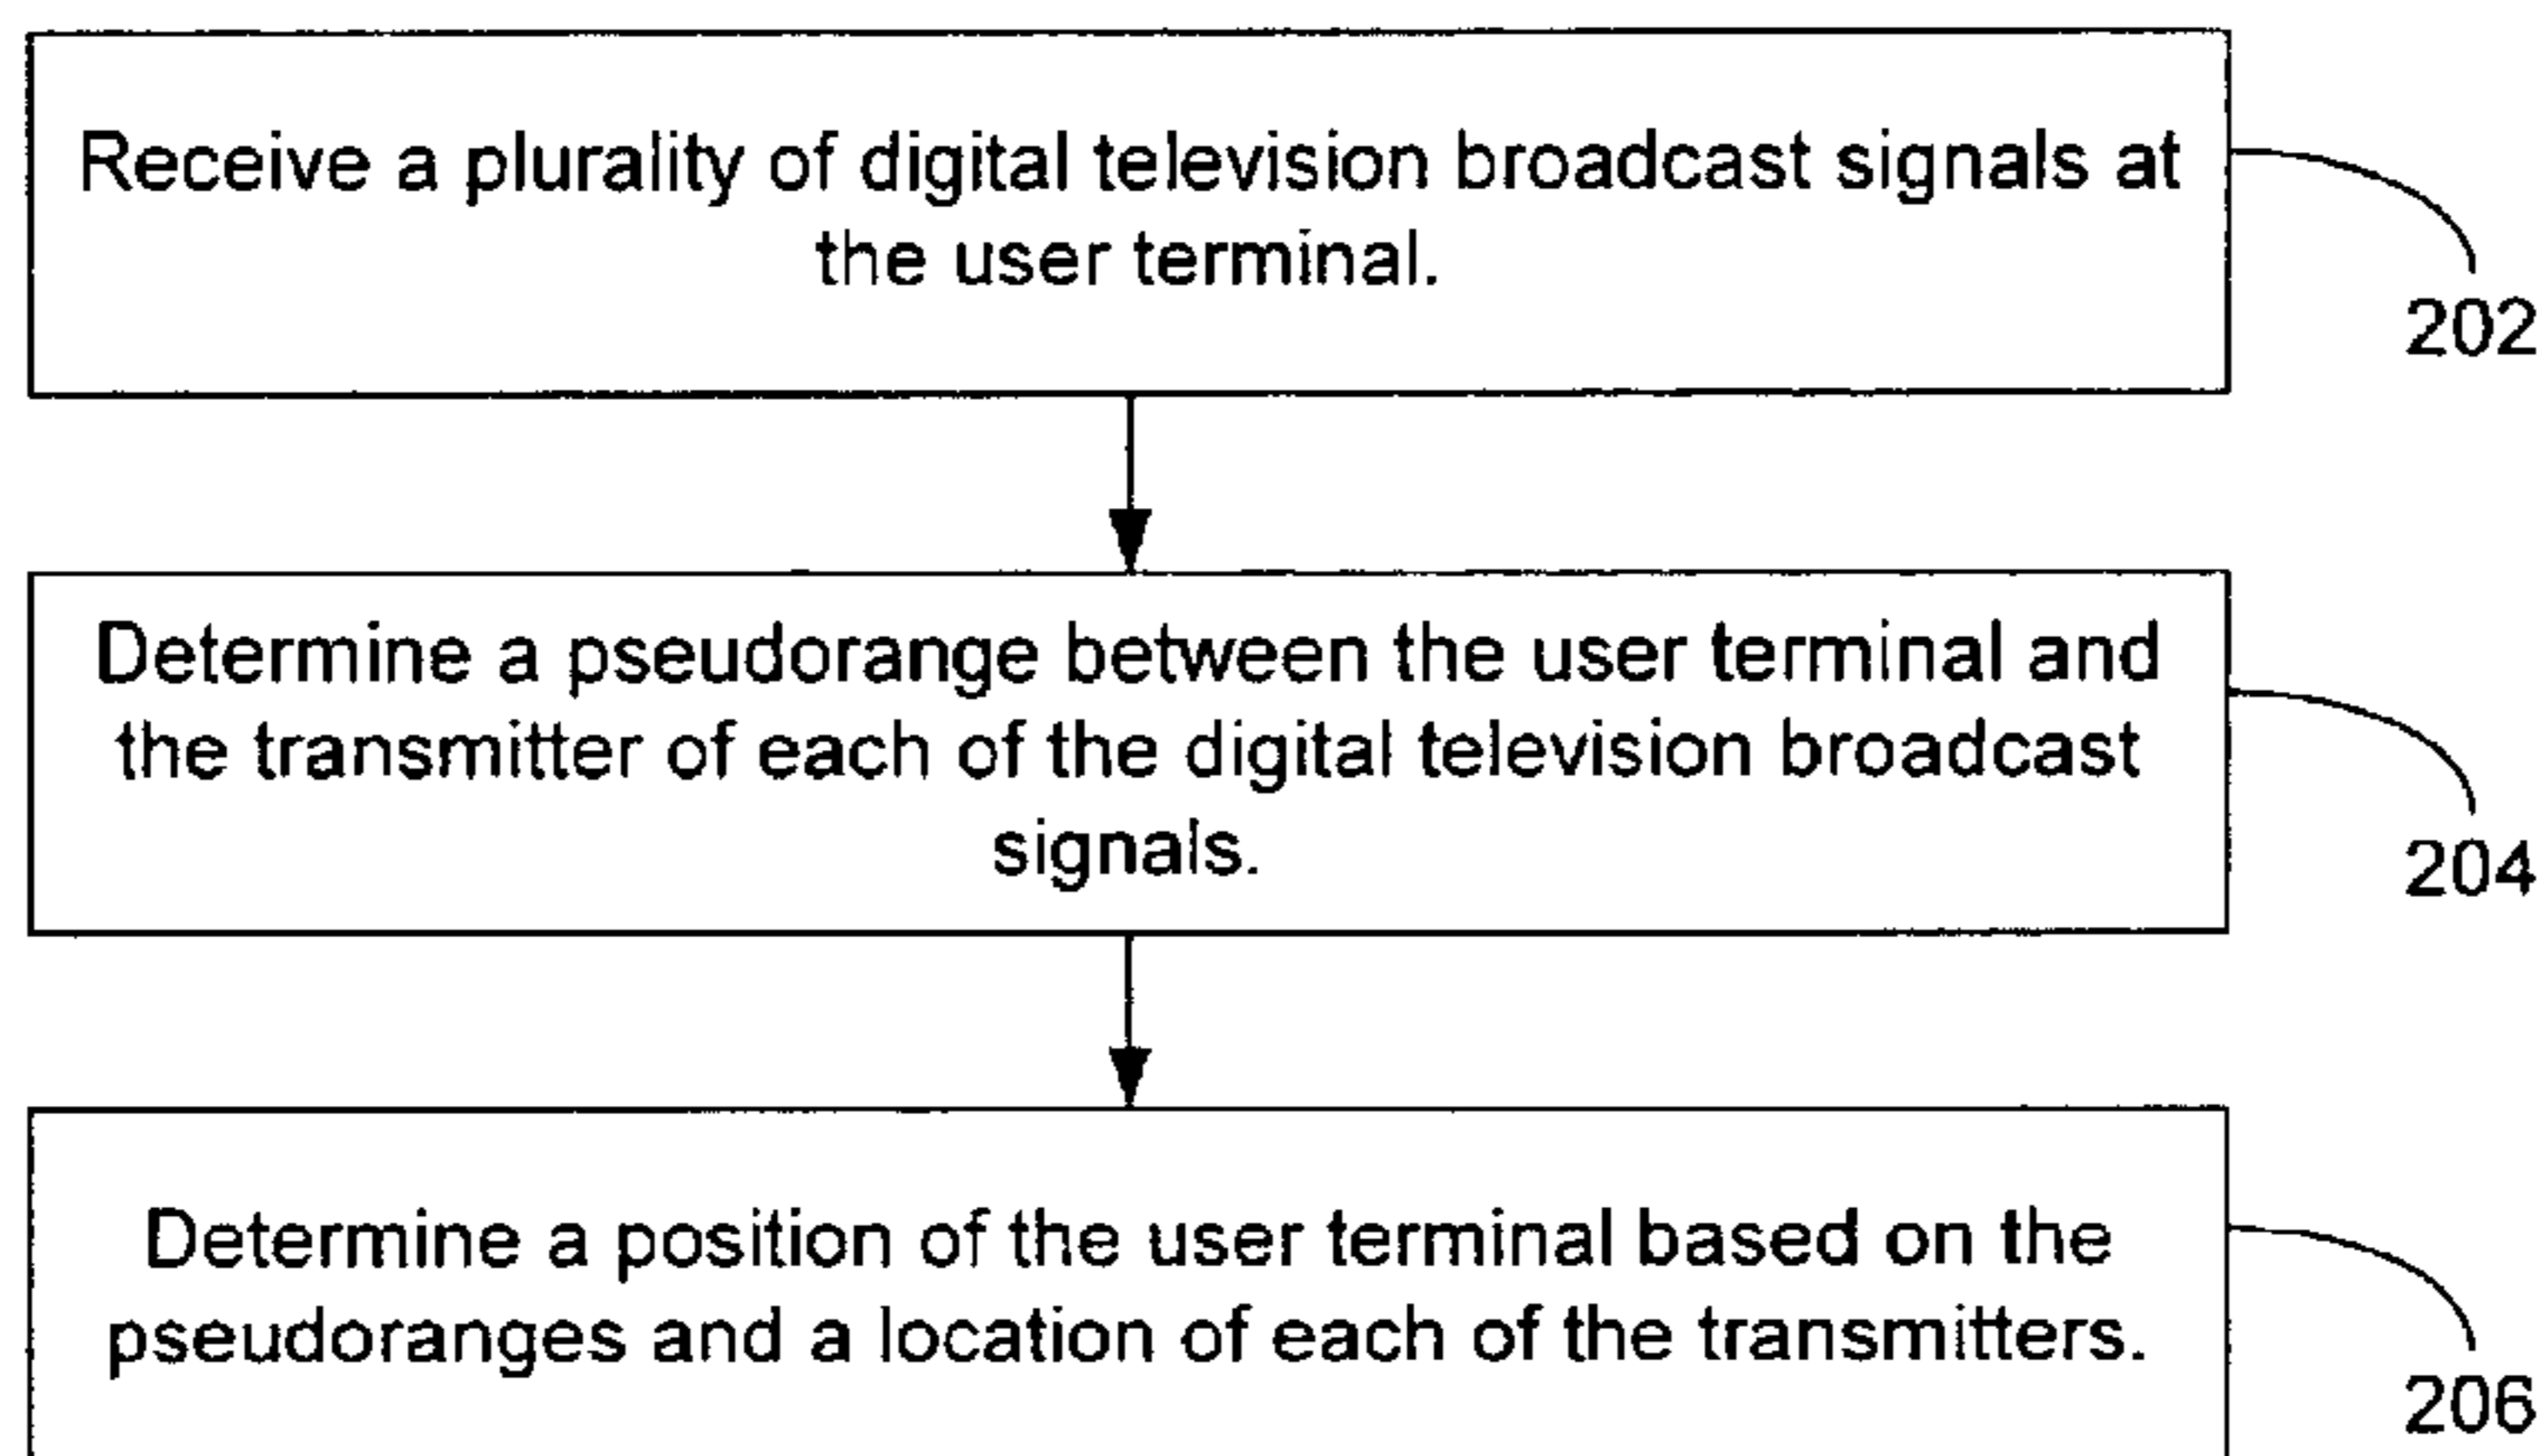 Receive a plurality of digital television broadcast signals at
the user terminal.
202
Determine a pseudorange between the user terminal and
the transmitter of each of the digital television broadcast
signals.
204
Determine a position of the user terminal based on the
pseudoranges and a location of each of the transmitters.
206